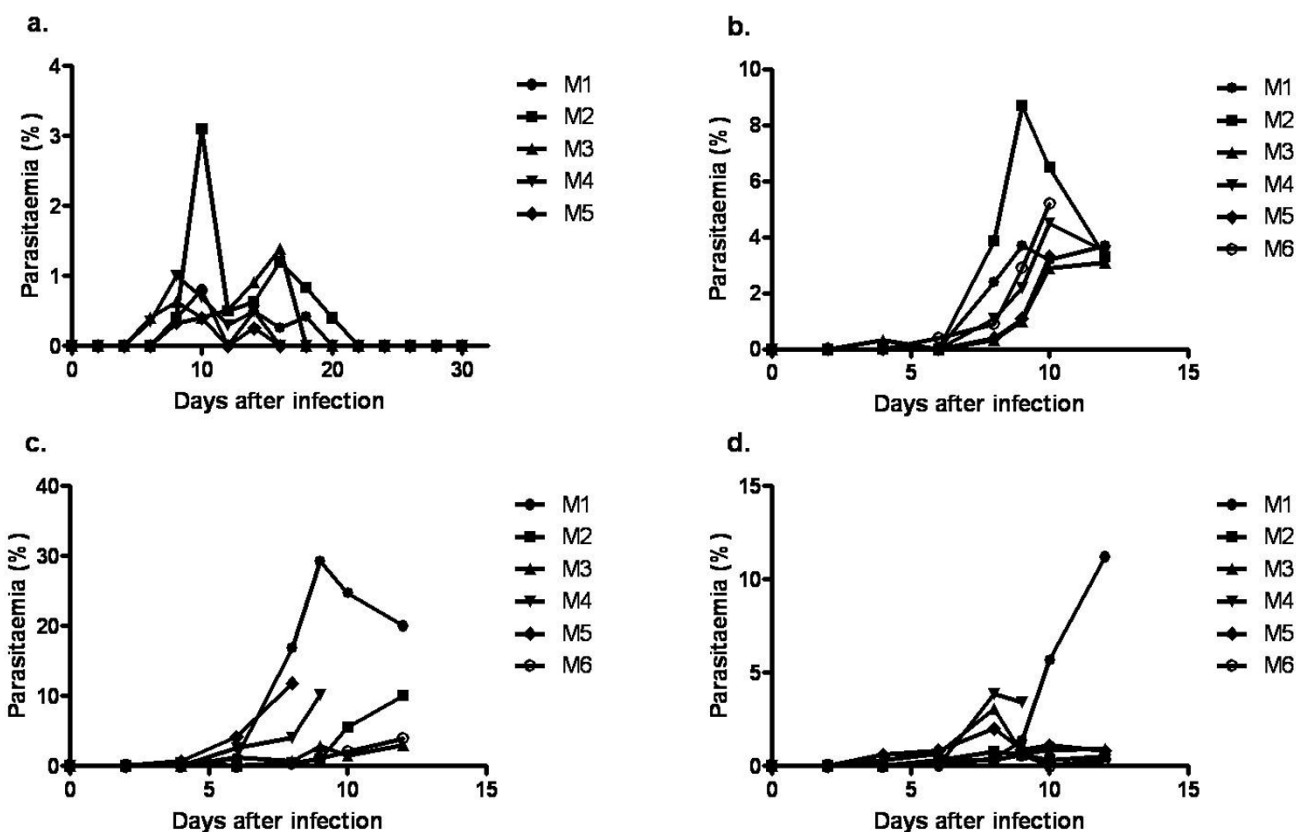 a.
Parasitaemia (%)
4
3
2
1
0
0 10 20 30
Days after infection
M1
M2
M3
M4
M5
b.
Parasitaemia (%)
10
8
6
4
2
0
0 5 10 15
Days after infection
M1
M2
M3
M4
M5
M6
c.
Parasitaemia (%)
40
30
20
10
0
0 5 10 15
Days after infection
M1
M2
M3
M4
M5
M6
d.
Parasitaemia (%)
15
10
5
0
0 5 10 15
Days after infection
M1
M2
M3
M4
M5
M6